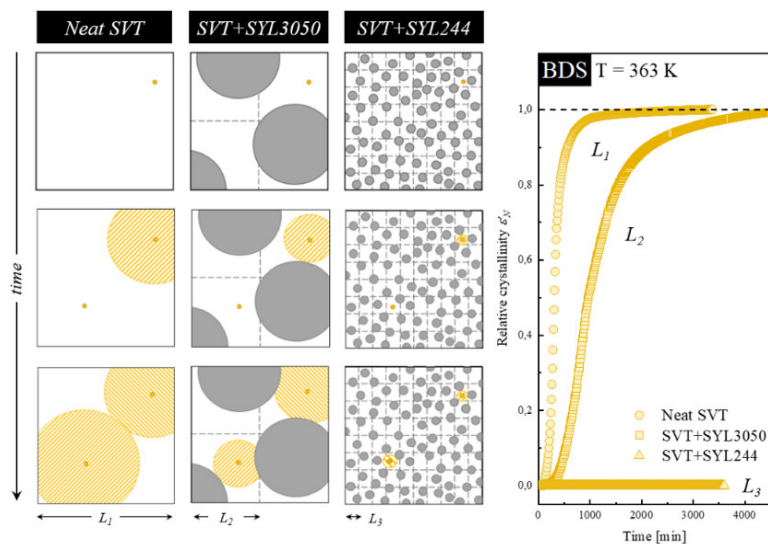 Neat SVT
SVT+SYL3050
SVT+SYL244
time
L1
L2
L3
BDS T = 363 K
Relative crystallinity ε'N
1,0
0,8
0,6
0,4
0,2
0,0
L1
L2
L3
Neat SVT
SVT+SYL3050
SVT+SYL244
0 1000 2000 3000 4000
Time [min]